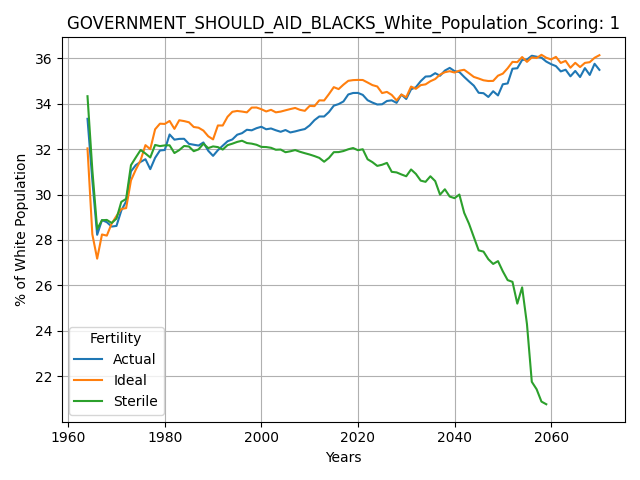 GOVERNMENT_SHOULD_AID_BLACKS_White_Population_Scoring: 1
% of White Population
36
34
32
30
28
26
24
22
Fertility
Actual
Ideal
Sterile
1960 1980 2000 2020 2040 2060
Years